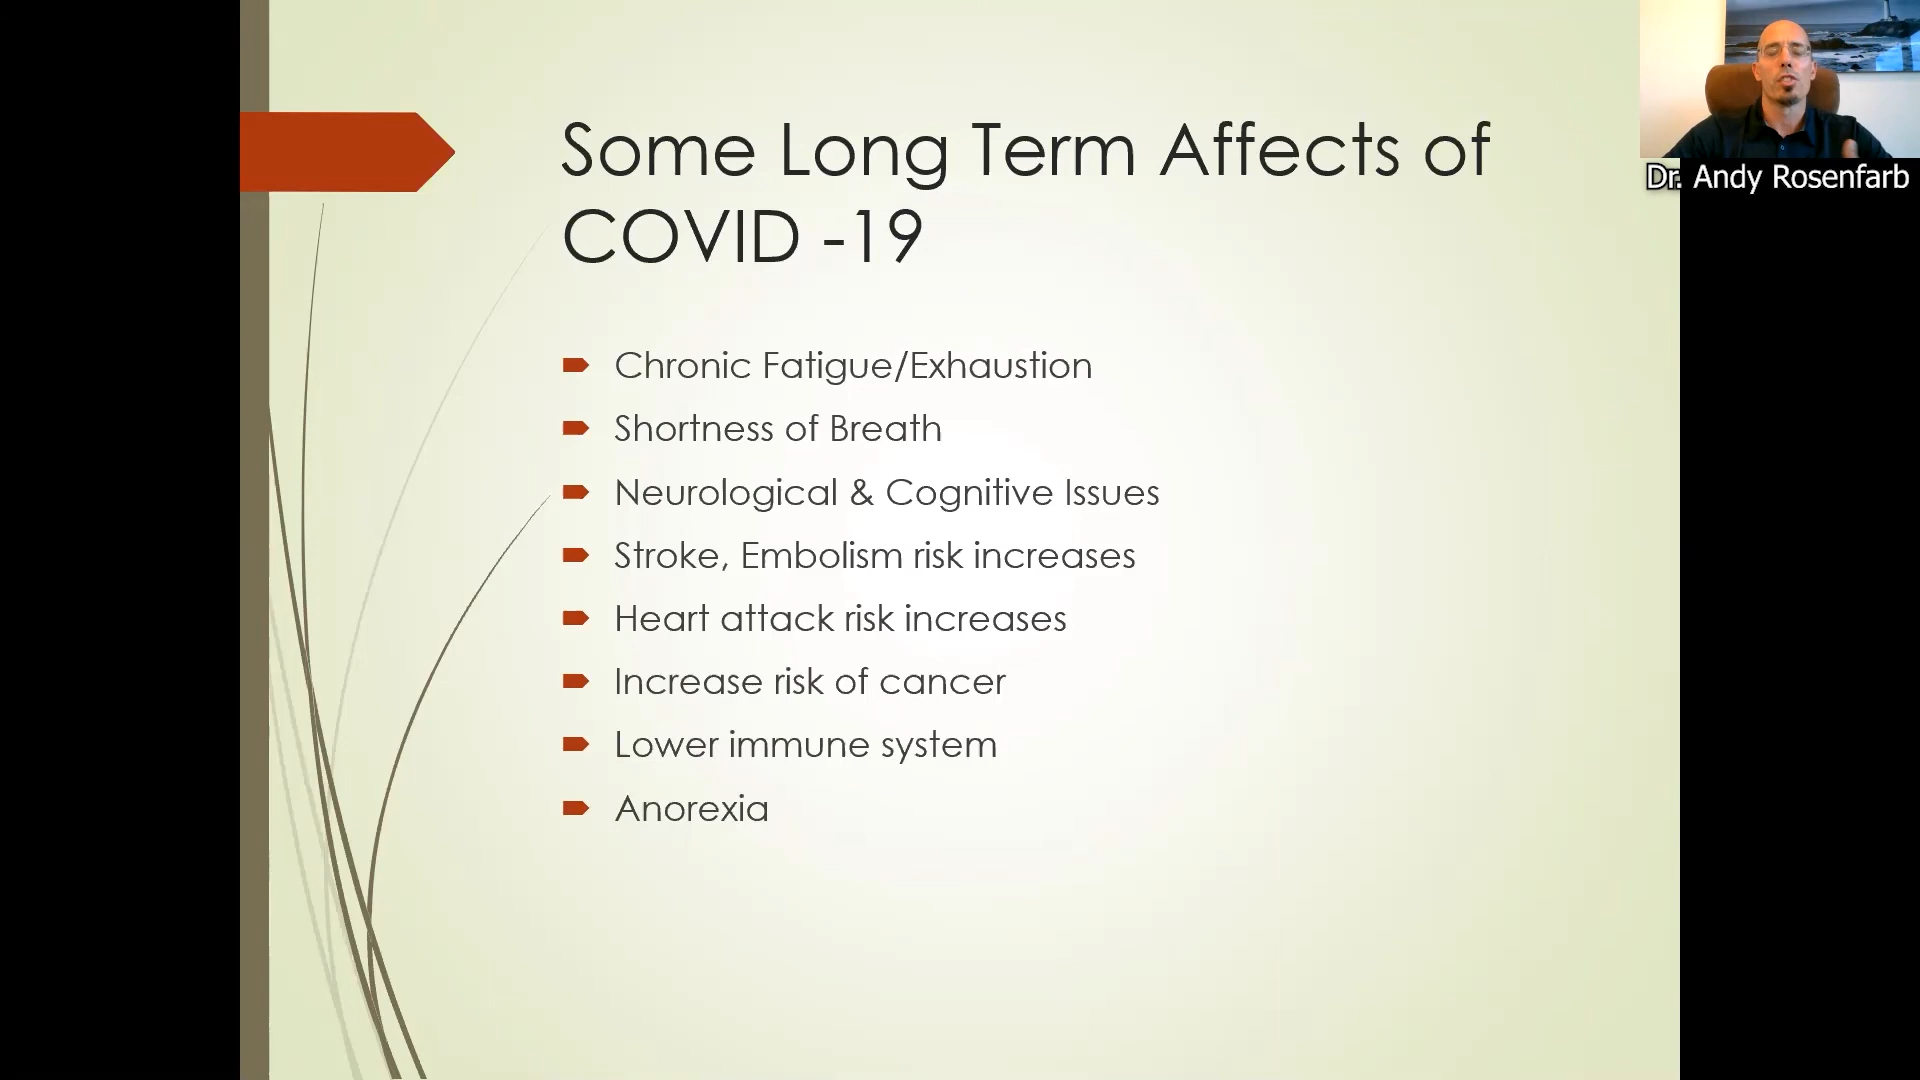 Some Long Term Affects of
COVID -19
Chronic Fatigue/Exhaustion
Shortness of Breath
Neurological & Cognitive Issues
Stroke, Embolism risk increases
Heart attack risk increases
Increase risk of cancer
Lower immune system
Anorexia
Dr. Andy Rosenfarb